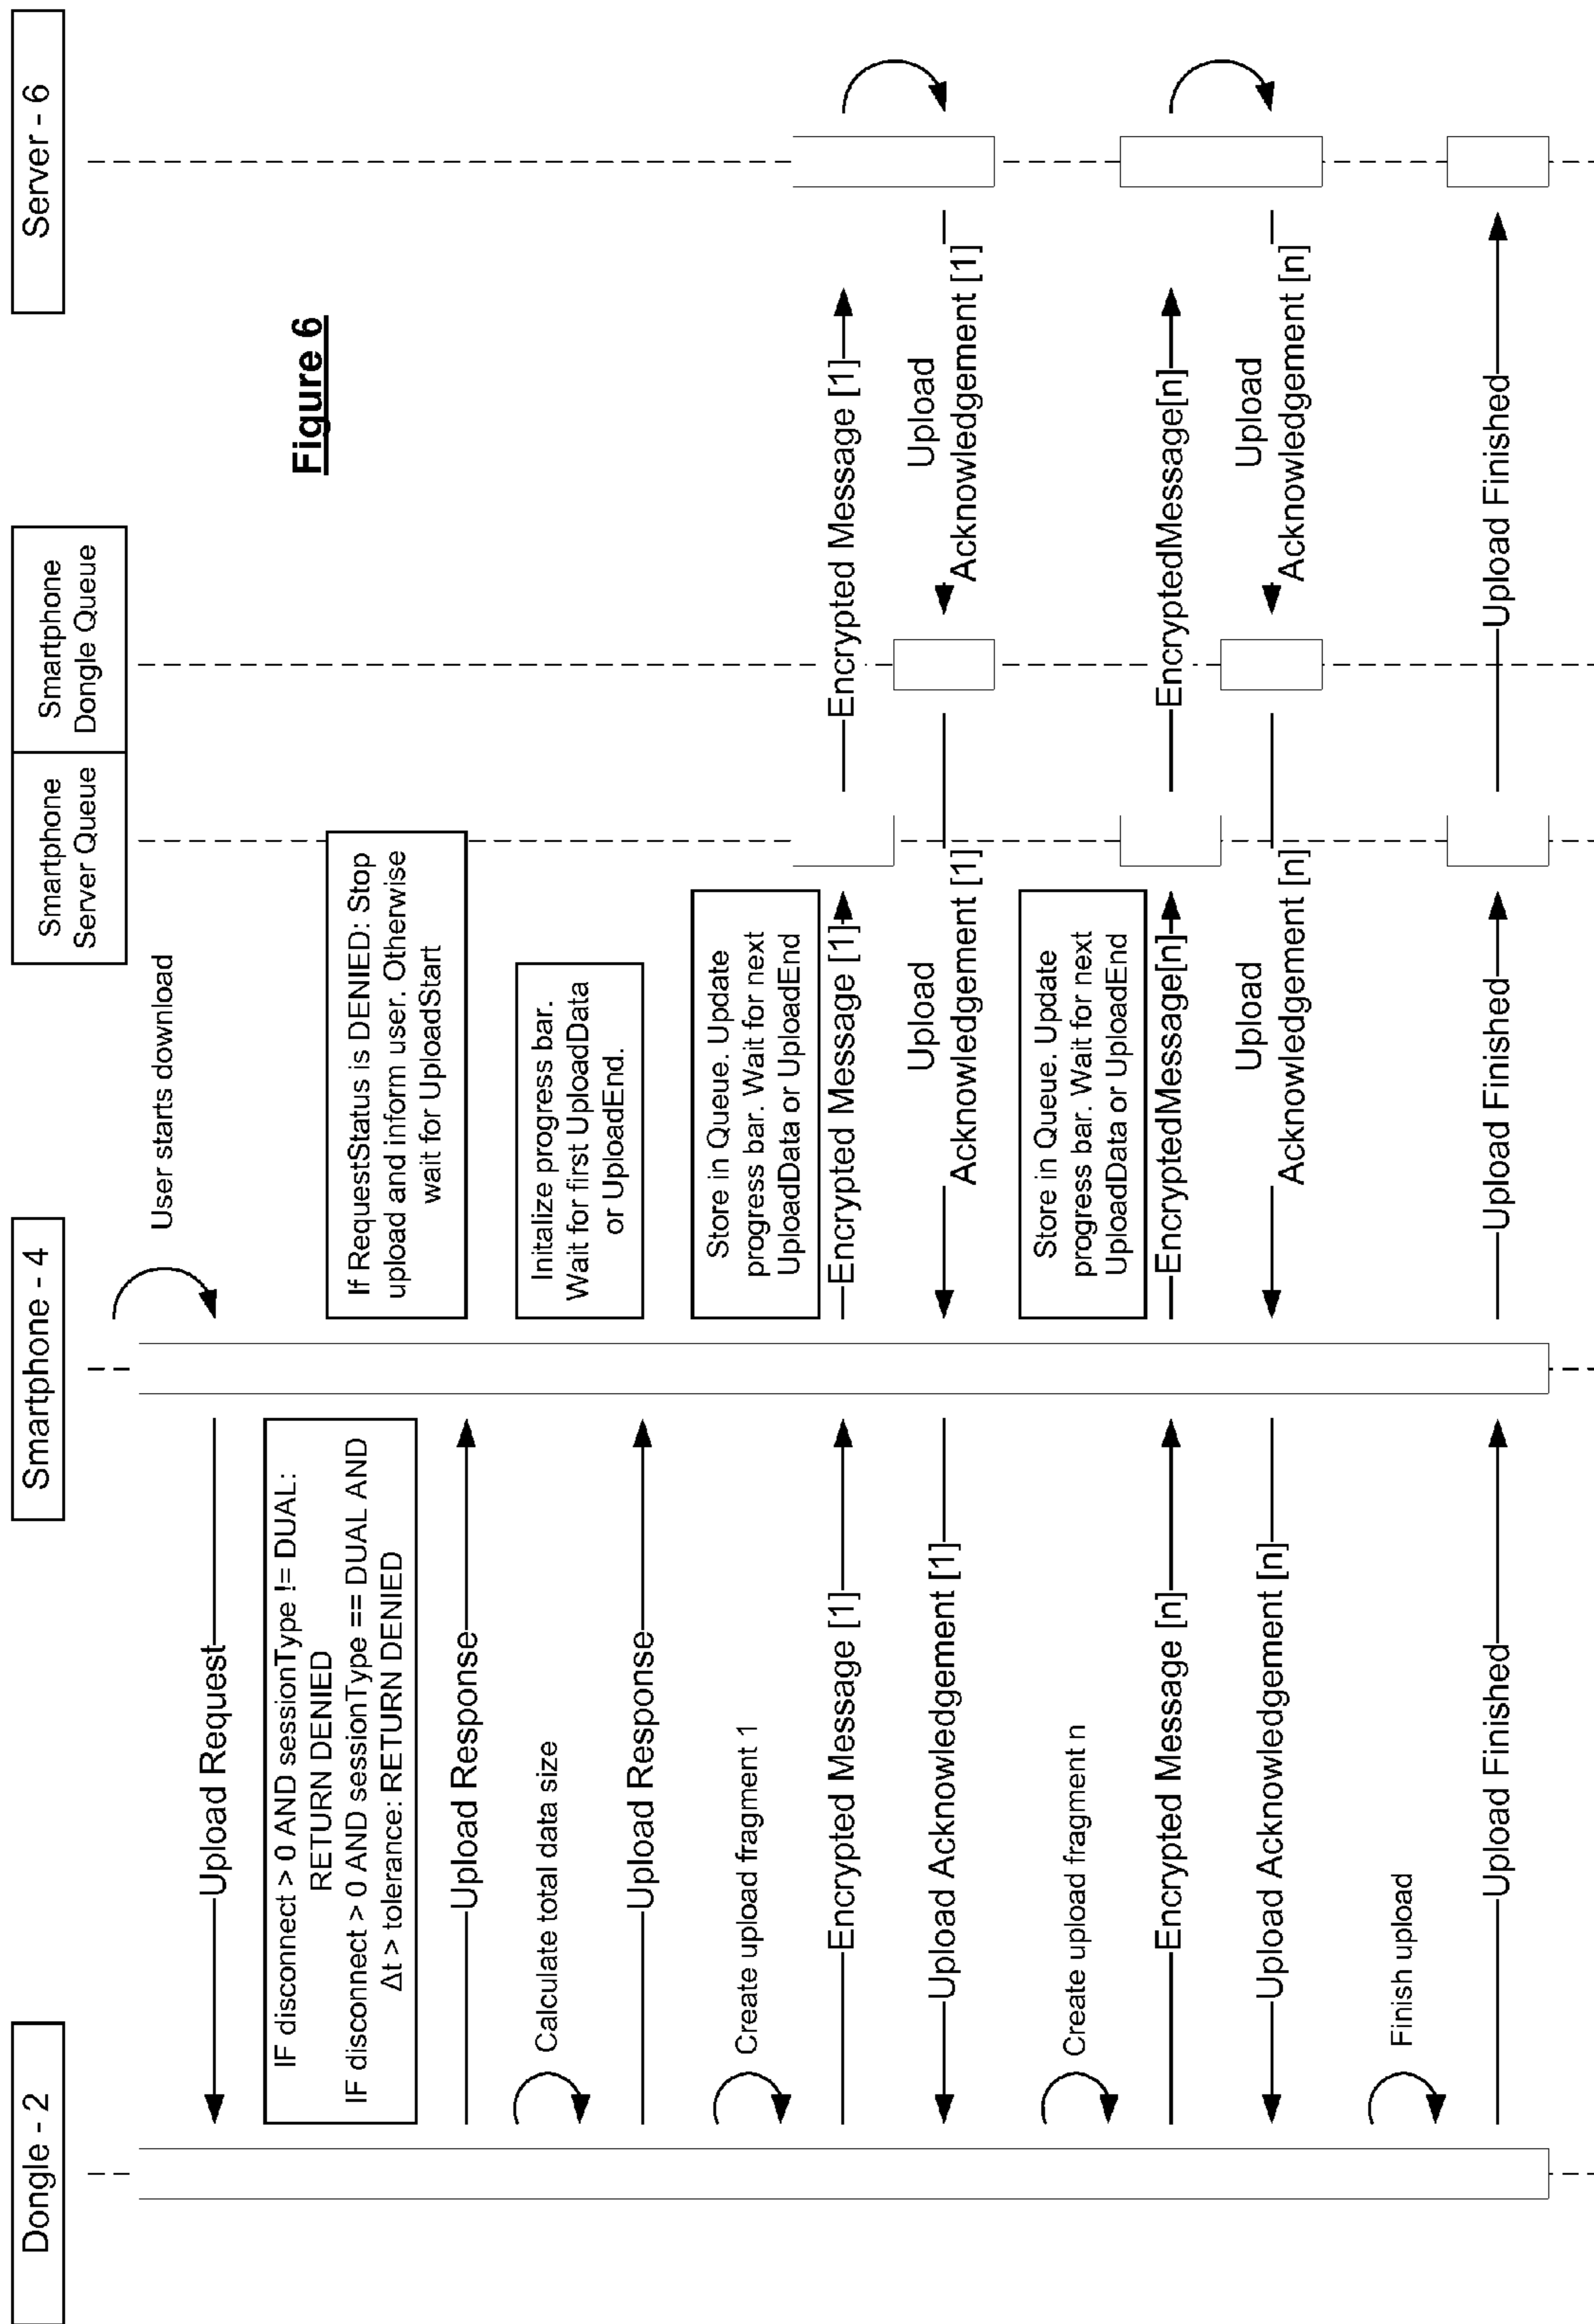 Dongle - 2
Smartphone - 4
Smartphone
Server Queue
Smartphone
Dongle Queue
Server - 6
Figure 6
User starts download
Upload Request
IF disconnect > 0 AND sessionType != DUAL:
RETURN DENIED
IF disconnect > 0 AND sessionType == DUAL AND
Δt > tolerance: RETURN DENIED
If RequestStatus is DENIED: Stop
upload and inform user. Otherwise
wait for UploadStart
Upload Response
Calculate total data size
Initalize progress bar.
Wait for first UploadData
or UploadEnd.
Upload Response
Create upload fragment 1
Store in Queue. Update
progress bar. Wait for next
UploadData or UploadEnd
Encrypted Message [1]
Encrypted Message [1]
Encrypted Message [1]
Upload Acknowledgement [1]
Upload
Acknowledgement [1]
Upload
Acknowledgement [1]
Create upload fragment n
Store in Queue. Update
progress bar. Wait for next
UploadData or UploadEnd
Encrypted Message [n]
EncryptedMessage[n]
EncryptedMessage[n]
Upload Acknowledgement [n]
Upload
Acknowledgement [n]
Upload
Acknowledgement [n]
Finish upload
Upload Finished
Upload Finished
Upload Finished